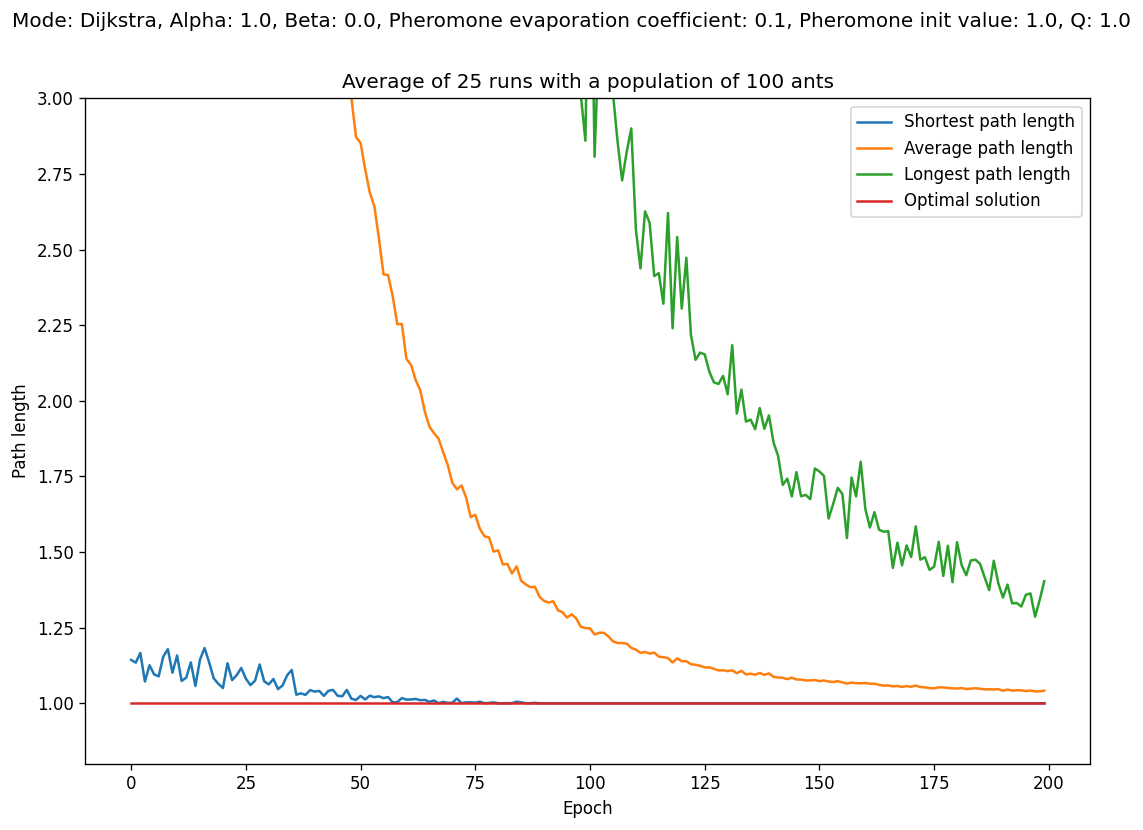 Mode: Dijkstra, Alpha: 1.0, Beta: 0.0, Pheromone evaporation coefficient: 0.1, Pheromone init value: 1.0, Q: 1.0
Average of 25 runs with a population of 100 ants
Shortest path length
Average path length
Longest path length
Optimal solution
Path length
3.00
2.75
2.50
2.25
2.00
1.75
1.50
1.25
1.00
0 25 50 75 100 125 150 175 200
Epoch